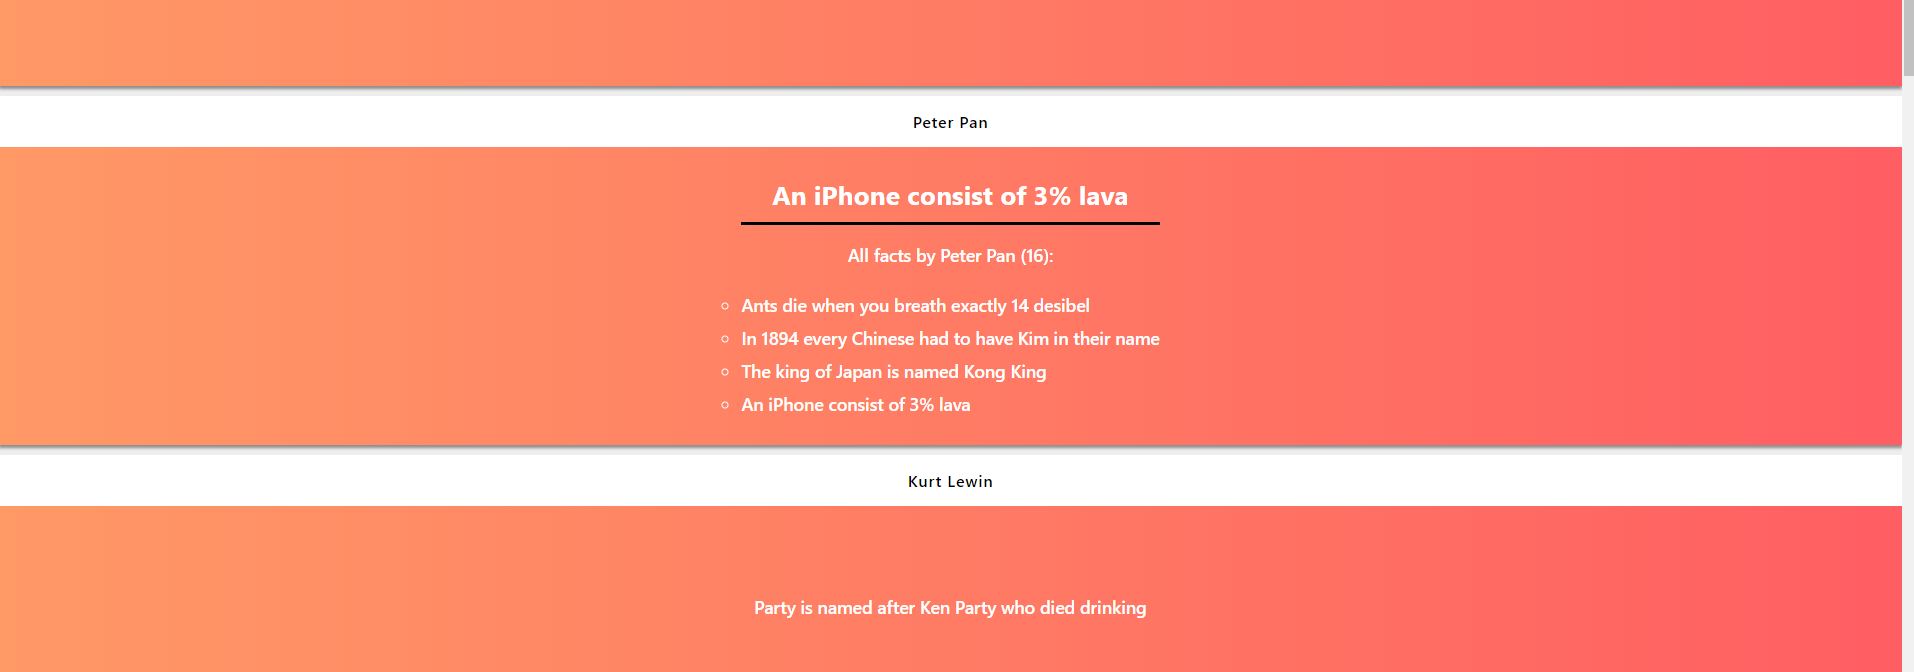 Peter Pan
An iPhone consist of 3% lava
All facts by Peter Pan (16):
Ants die when you breath exactly 14 desibel
In 1894 every Chinese had to have Kim in their name
The king of Japan is named Kong King
An iPhone consist of 3% lava
Kurt Lewin
Party is named after Ken Party who died drinking